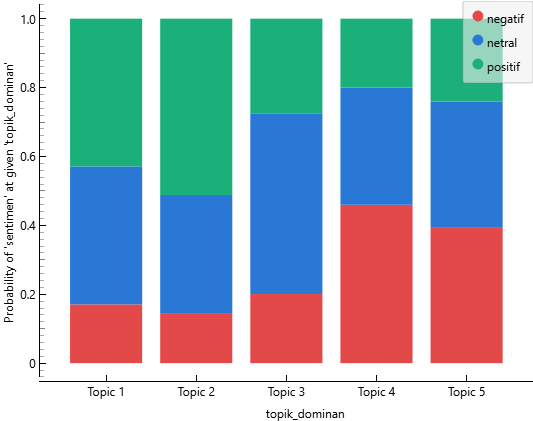 negatif
netral
positif
Probability of 'sentimen' at given 'topik_dominan'
1.0
0.8
0.6
0.4
0.2
0
Topic 1 Topic 2 Topic 3 Topic 4 Topic 5
topik_dominan